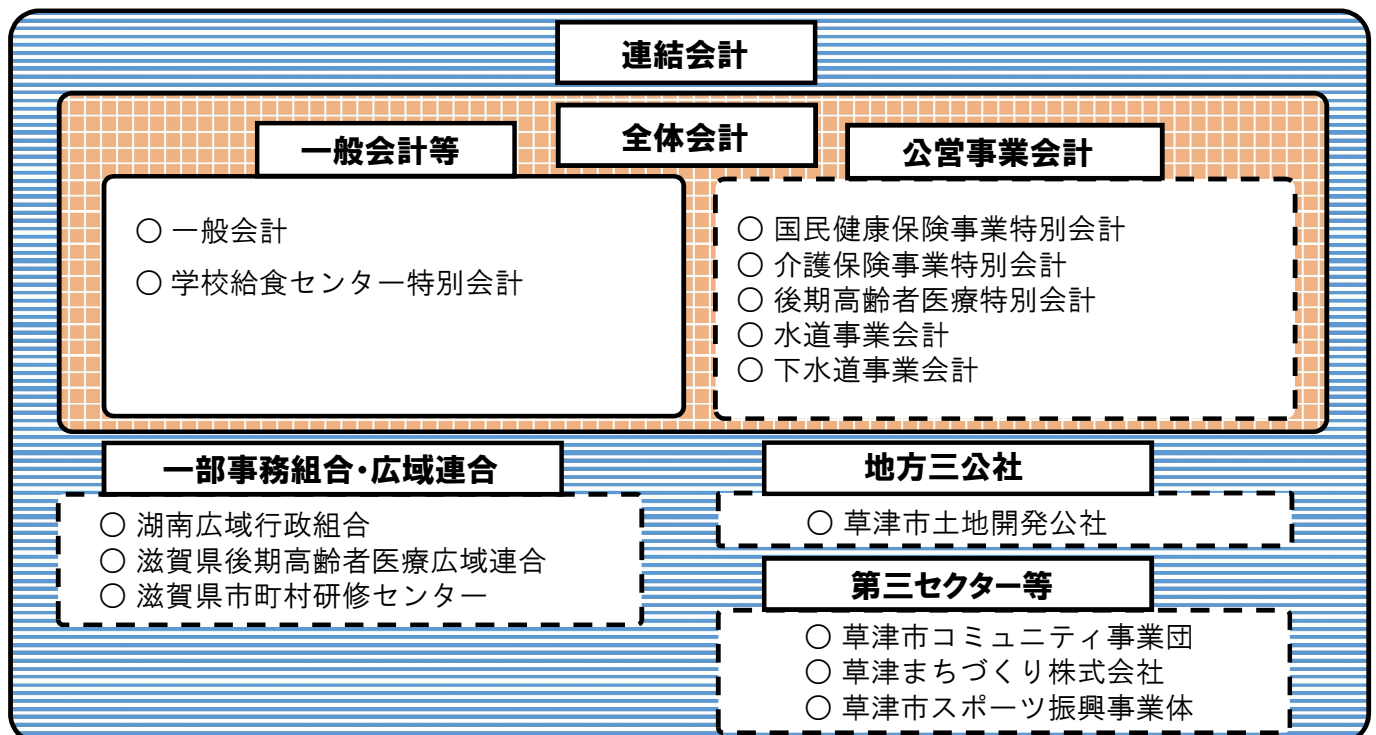 連結会計
全体会計
一般会計等
〇 一般会計
〇 学校給食センター特別会計
公営事業会計
〇 国民健康保険事業特別会計
〇 介護保険事業特別会計
〇 後期高齢者医療特別会計
〇 水道事業会計
〇 下水道事業会計
一部事務組合・広域連合
〇 湖南広域行政組合
〇 滋賀県後期高齢者医療広域連合
〇 滋賀県市町村研修センター
地方三公社
〇 草津市土地開発公社
第三セクター等
〇 草津市コミュニティ事業団
〇 草津まちづくり株式会社
〇 草津市スポーツ振興事業体